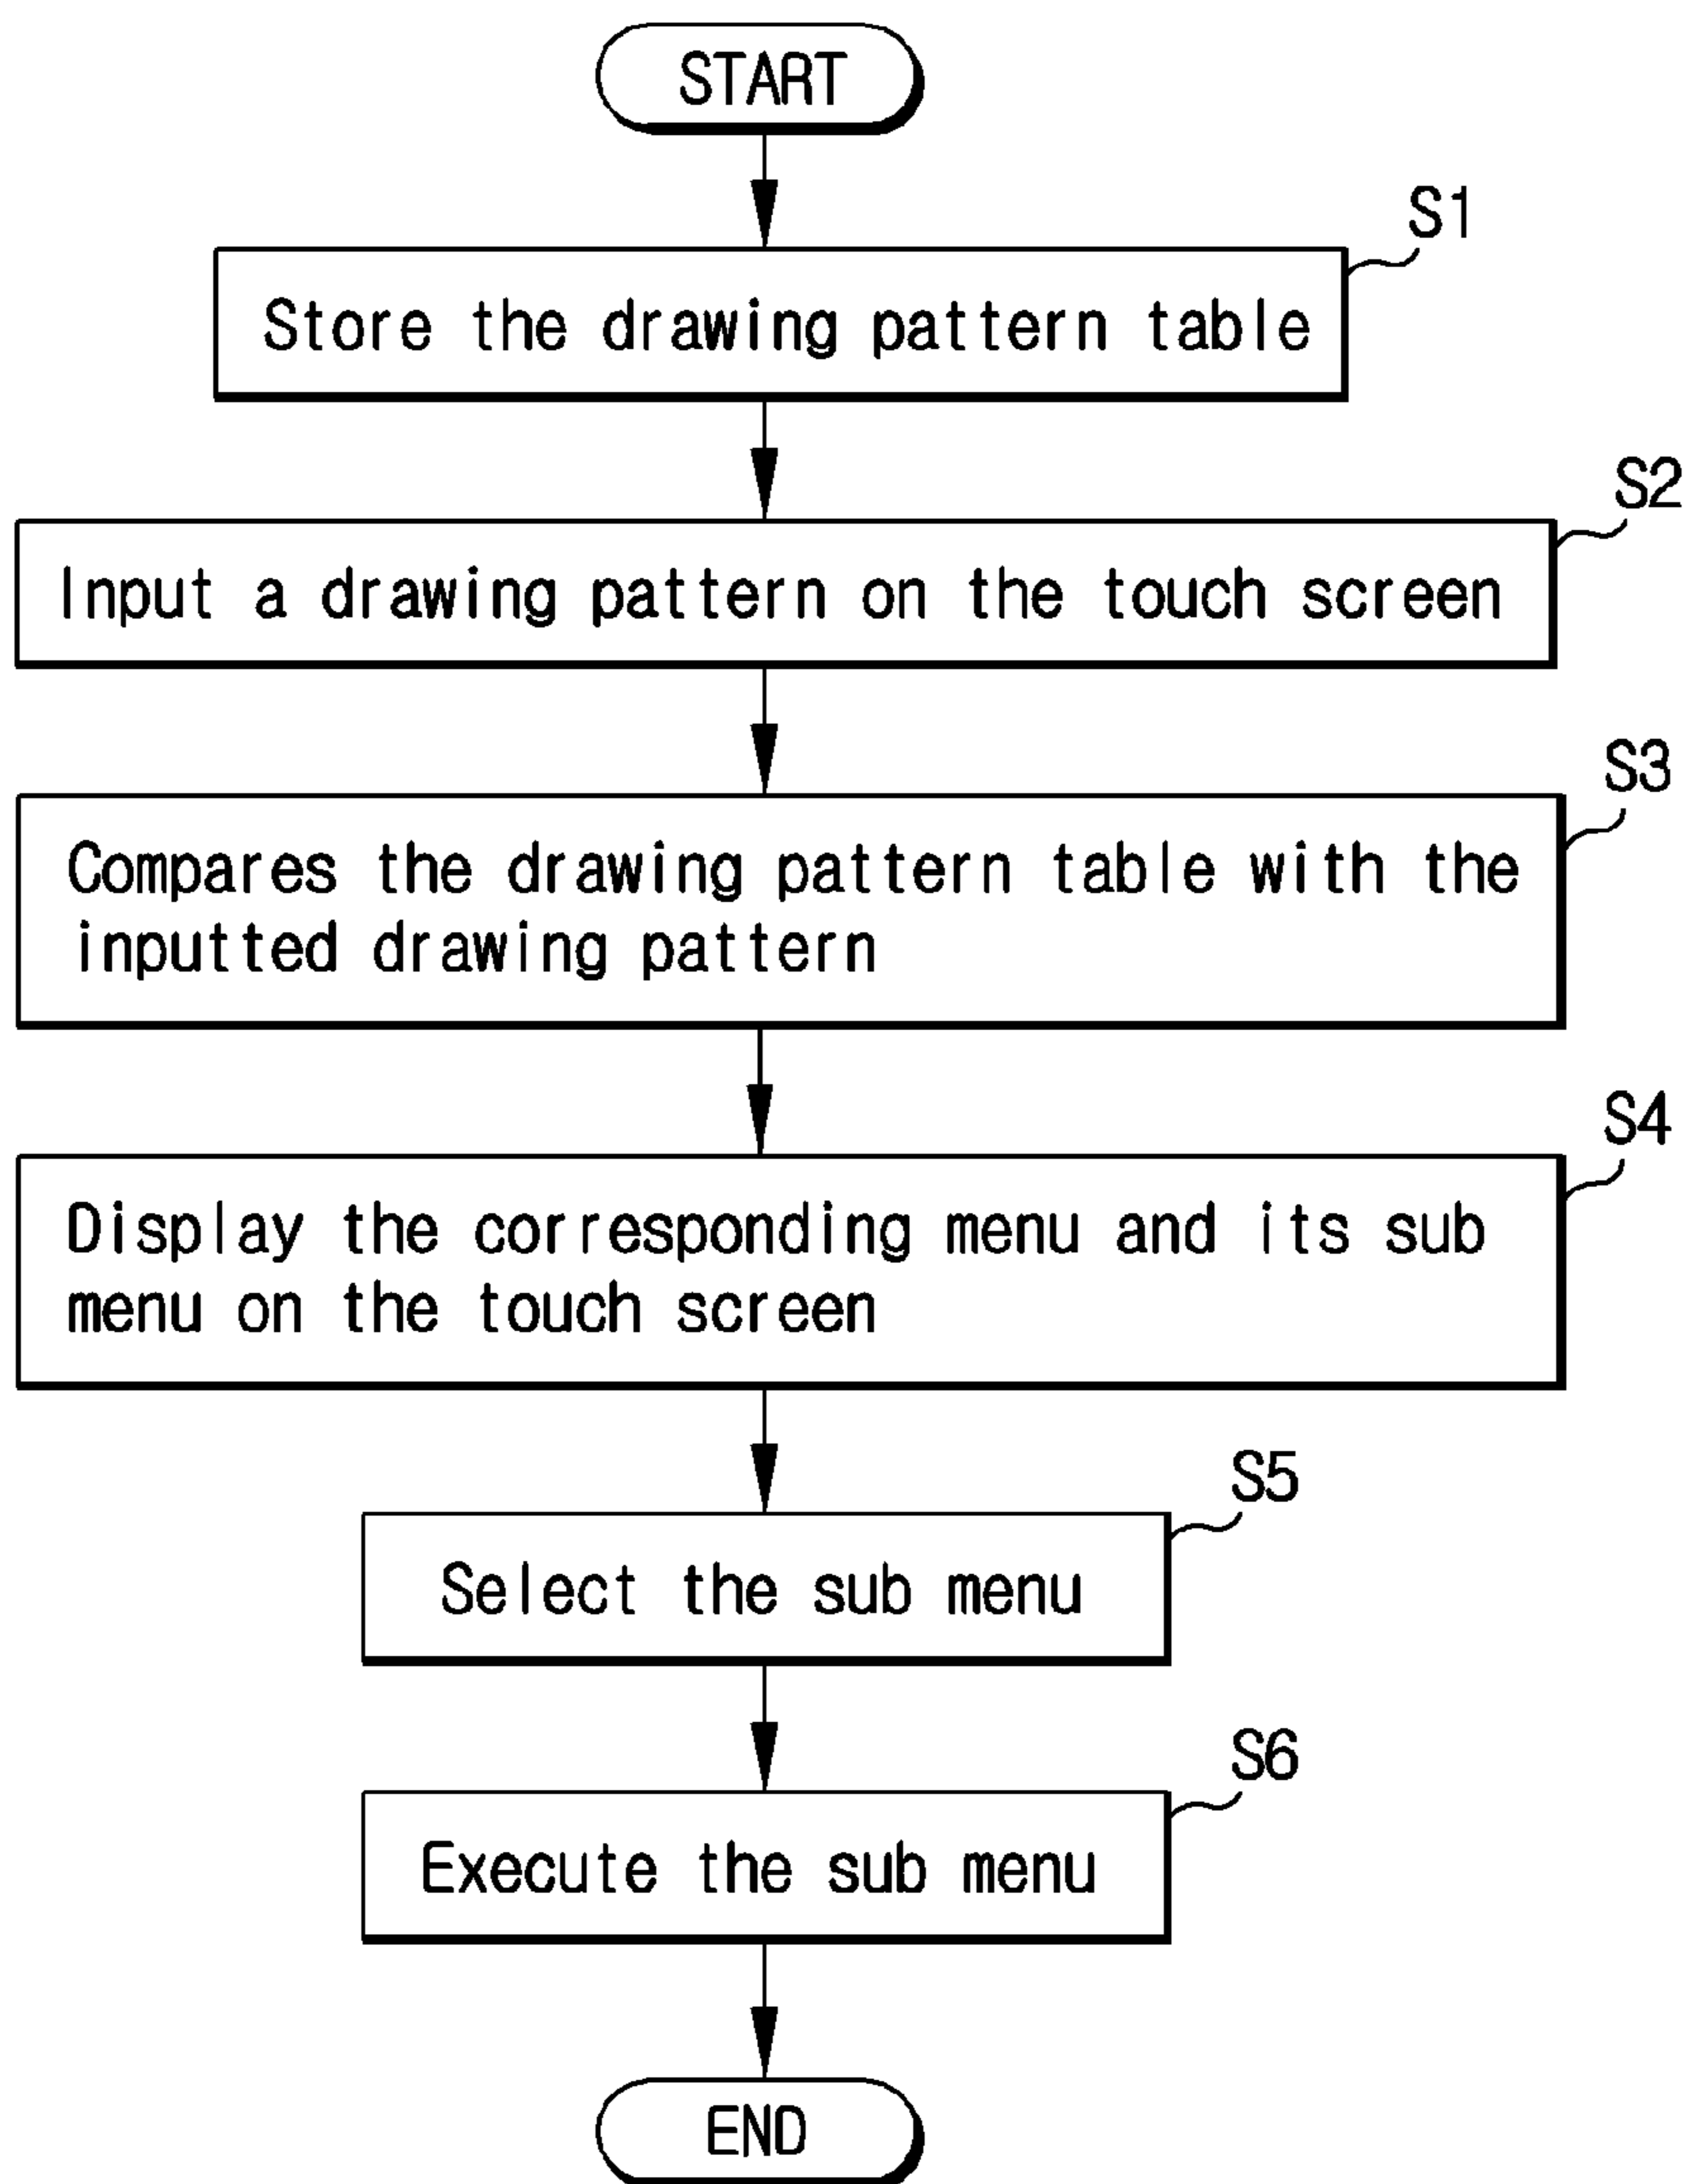 START
S1
Store the drawing pattern table
S2
Input a drawing pattern on the touch screen
S3
Compares the drawing pattern table with the
inputted drawing pattern
S4
Display the corresponding menu and its sub
menu on the touch screen
S5
Select the sub menu
S6
Execute the sub menu
END